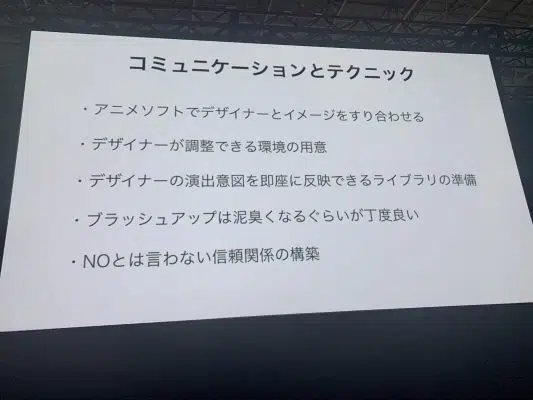 コミュニケーションとテクニック
・アニメソフトでデザイナーとイメージをすり合わせる
・デザイナーが調整できる環境の用意
・デザイナーの演出意図を即座に反映できるライブラリの準備
・ブラッシュアップは泥臭くなるぐらいが丁度良い
・NOとは言わない信頼関係の構築